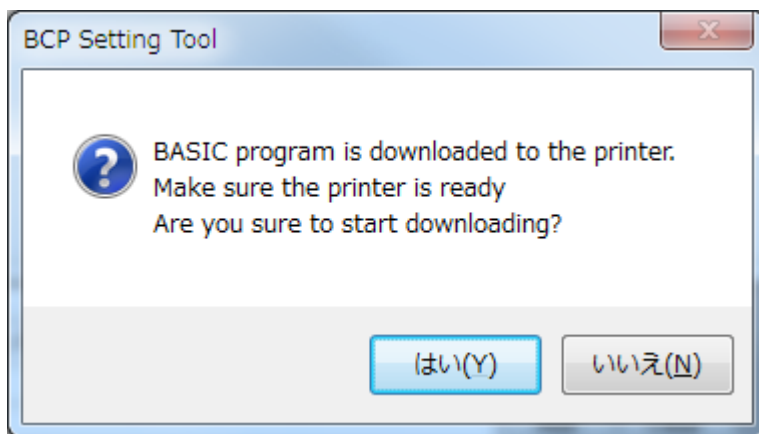 BCP Setting Tool
BASIC program is downloaded to the printer.
Make sure the printer is ready
Are you sure to start downloading?
はい(Y)
いいえ(N)